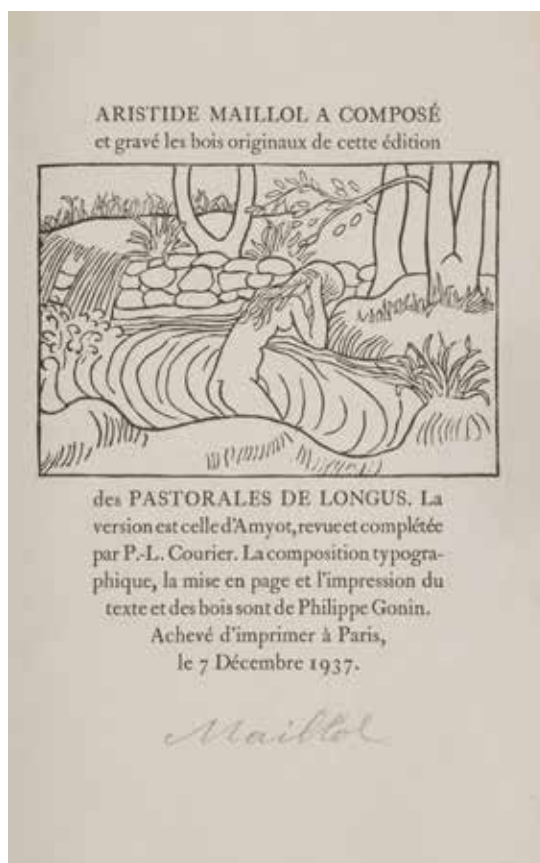 ARISTIDE MAILLOL A COMPOSÉ
et gravé les bois originaux de cette édition
des PASTORALES DE LONGUS. La
version est celle d'Amyot, revue et complétée
par P.-L. Courier. La composition typogra-
phique, la mise en page et l'impression du
texte et des bois sont de Philippe Gonin.
Achevé d'imprimer à Paris,
le 7 Décembre 1937.
Maillol